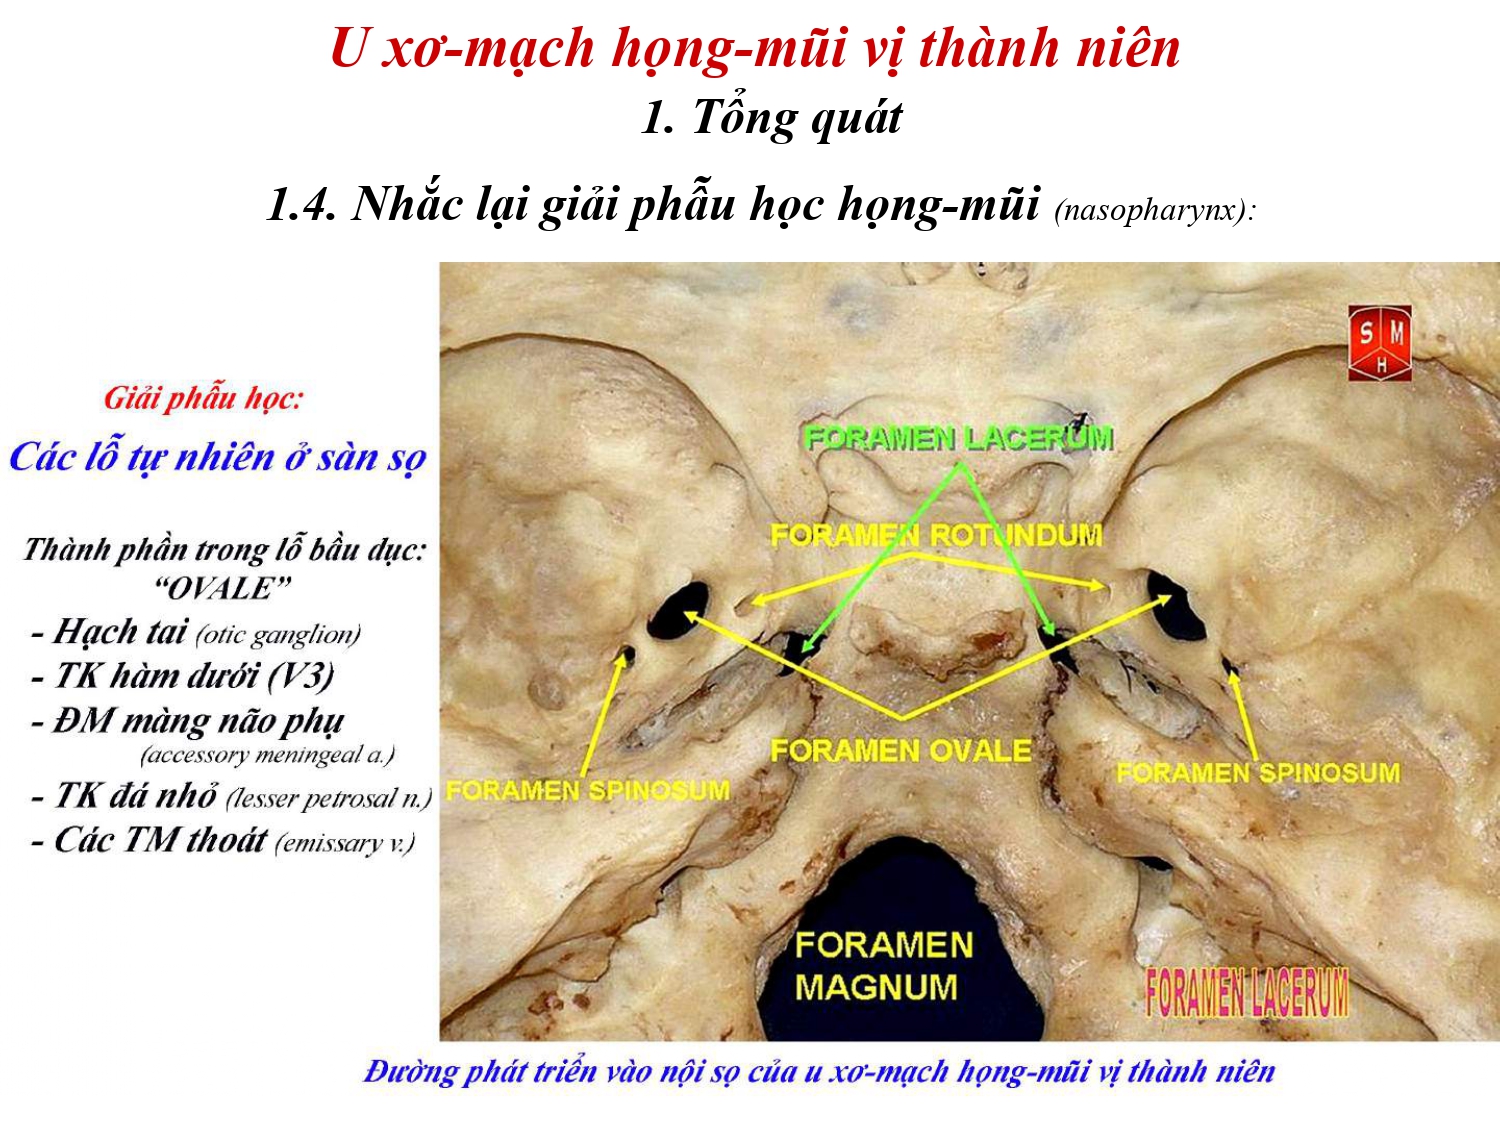 U xơ-mạch họng-mũi vị thành niên
1. Tổng quát
1.4. Nhắc lại giải phẫu học họng-mũi (nasopharynx):
Giải phẫu học:
Các lỗ tự nhiên ở sàn sọ
Thành phần trong lỗ bầu dục:
“OVALE”
- Hạch tai (otic ganglion)
- TK hàm dưới (V3)
- ĐM màng não phụ
(accessory meningeal a.)
- TK đá nhỏ (lesser petrosal n.)
- Các TM thoát (emissary v.)
S M
H
FORAMEN LACERUM
FORAMEN ROTUNDUM
FORAMEN OVALE
FORAMEN SPINOSUM
FORAMEN SPINOSUM
FORAMEN
MAGNUM
FORAMEN LACERUM
Đường phát triển vào nội sọ của u xơ-mạch họng-mũi vị thành niên